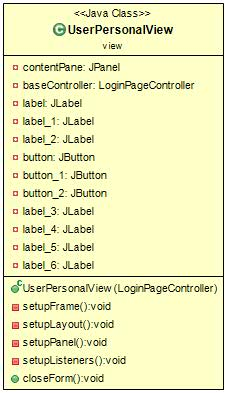 <<Java Class>>
UserPersonalView
view
contentPane: JPanel
baseController: LoginPageController
label: JLabel
label_1: JLabel
label_2: JLabel
button: JButton
button_1: JButton
button_2: JButton
label_3: JLabel
label_4: JLabel
label_5: JLabel
label_6: JLabel
UserPersonalView(LoginPageController)
setupFrame():void
setupLayout():void
setupPanel():void
setupListeners():void
closeForm():void